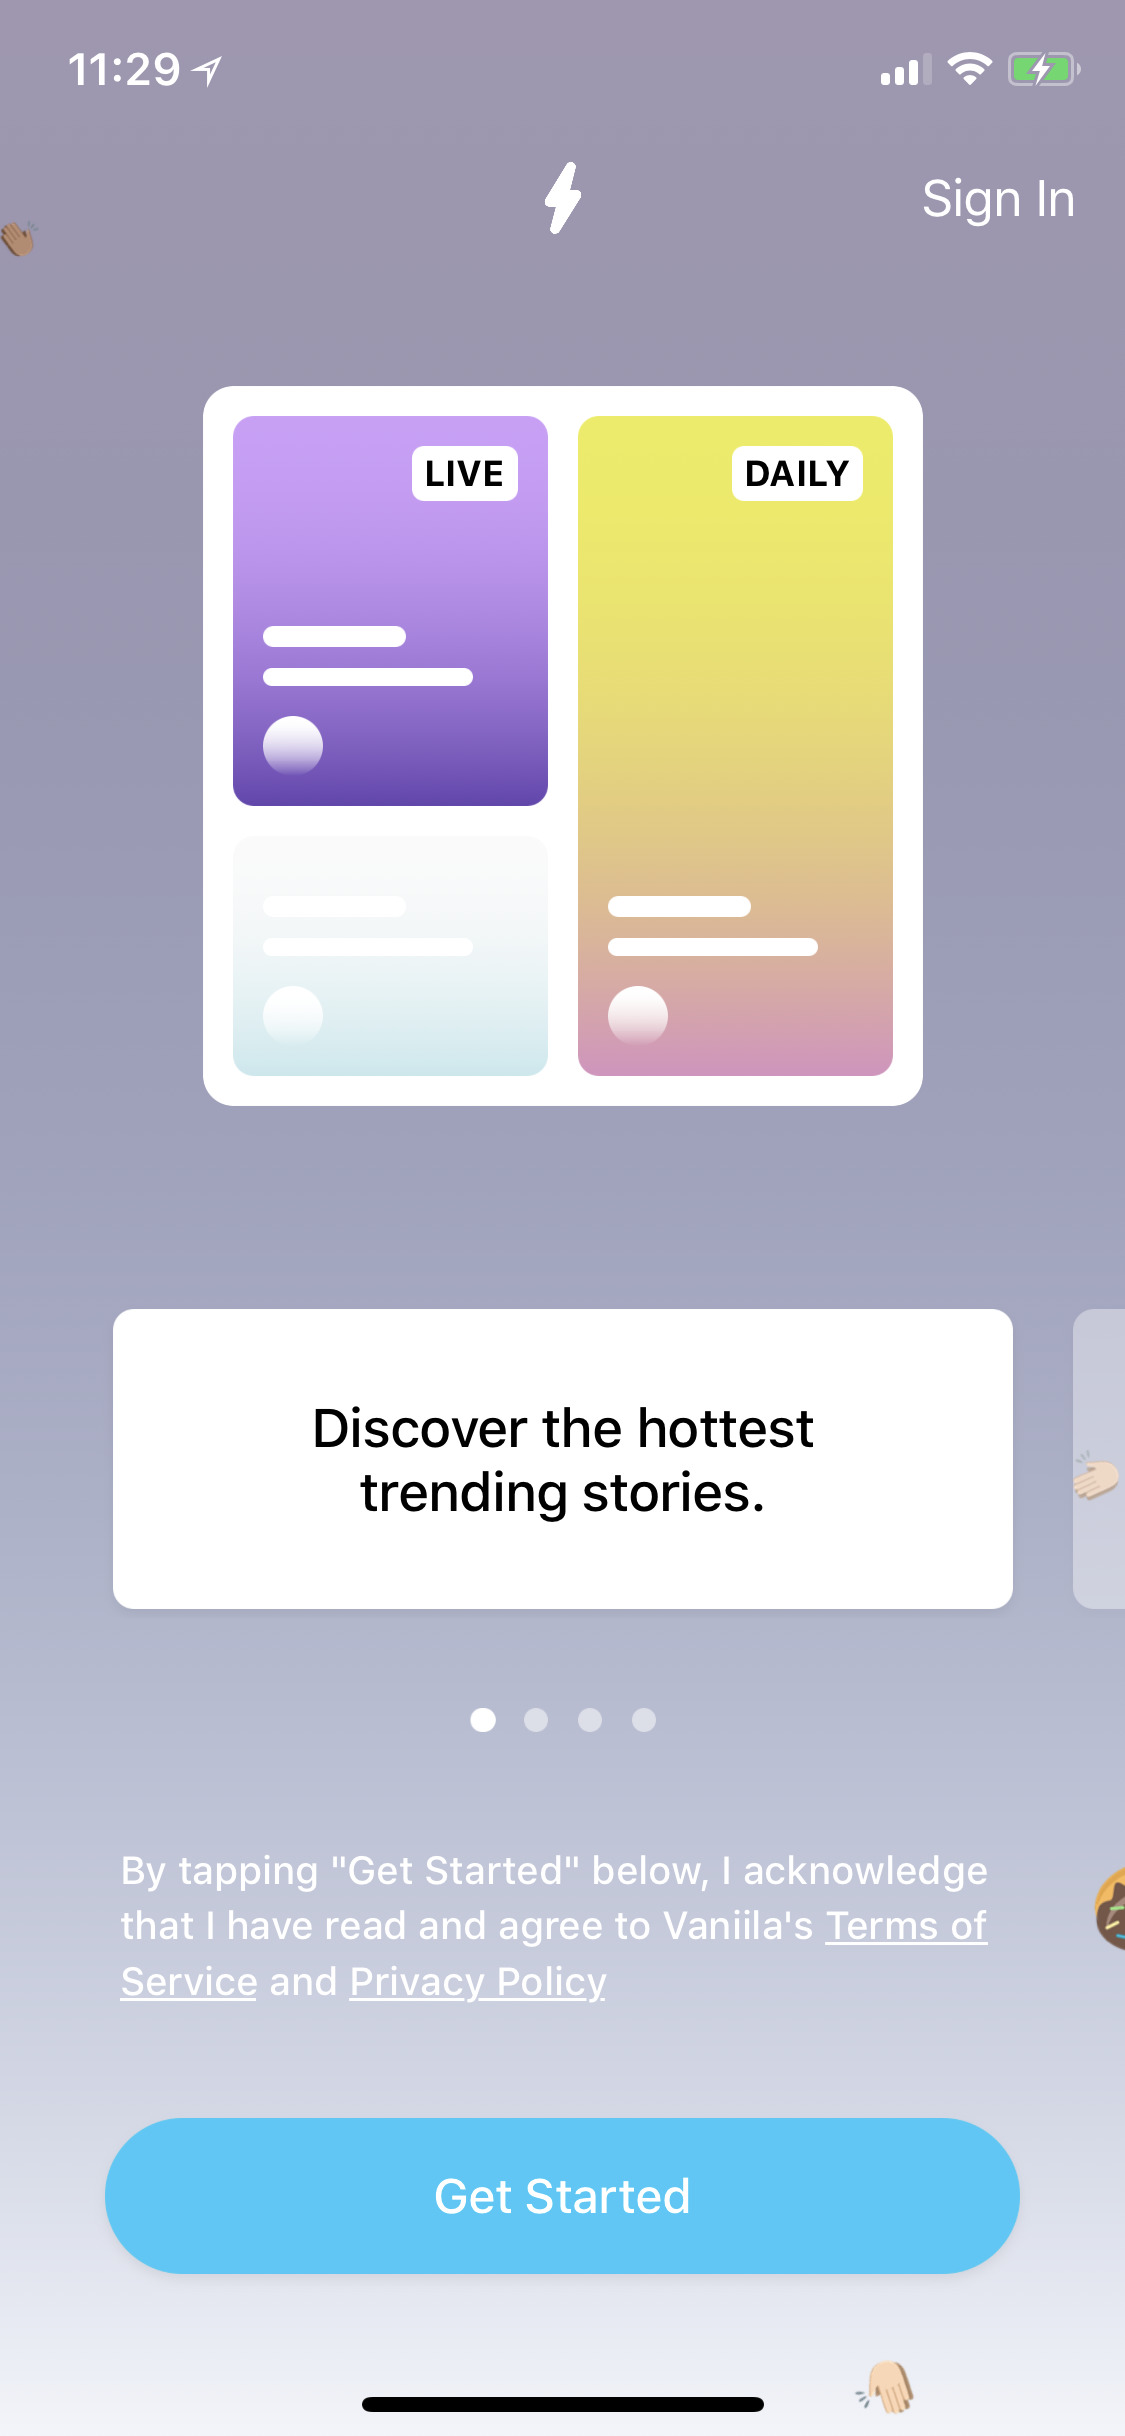 11:29
Sign In
LIVE
DAILY
Discover the hottest
trending stories.
By tapping "Get Started" below, I acknowledge
that I have read and agree to Vaniila's Terms of
Service and Privacy Policy
Get Started